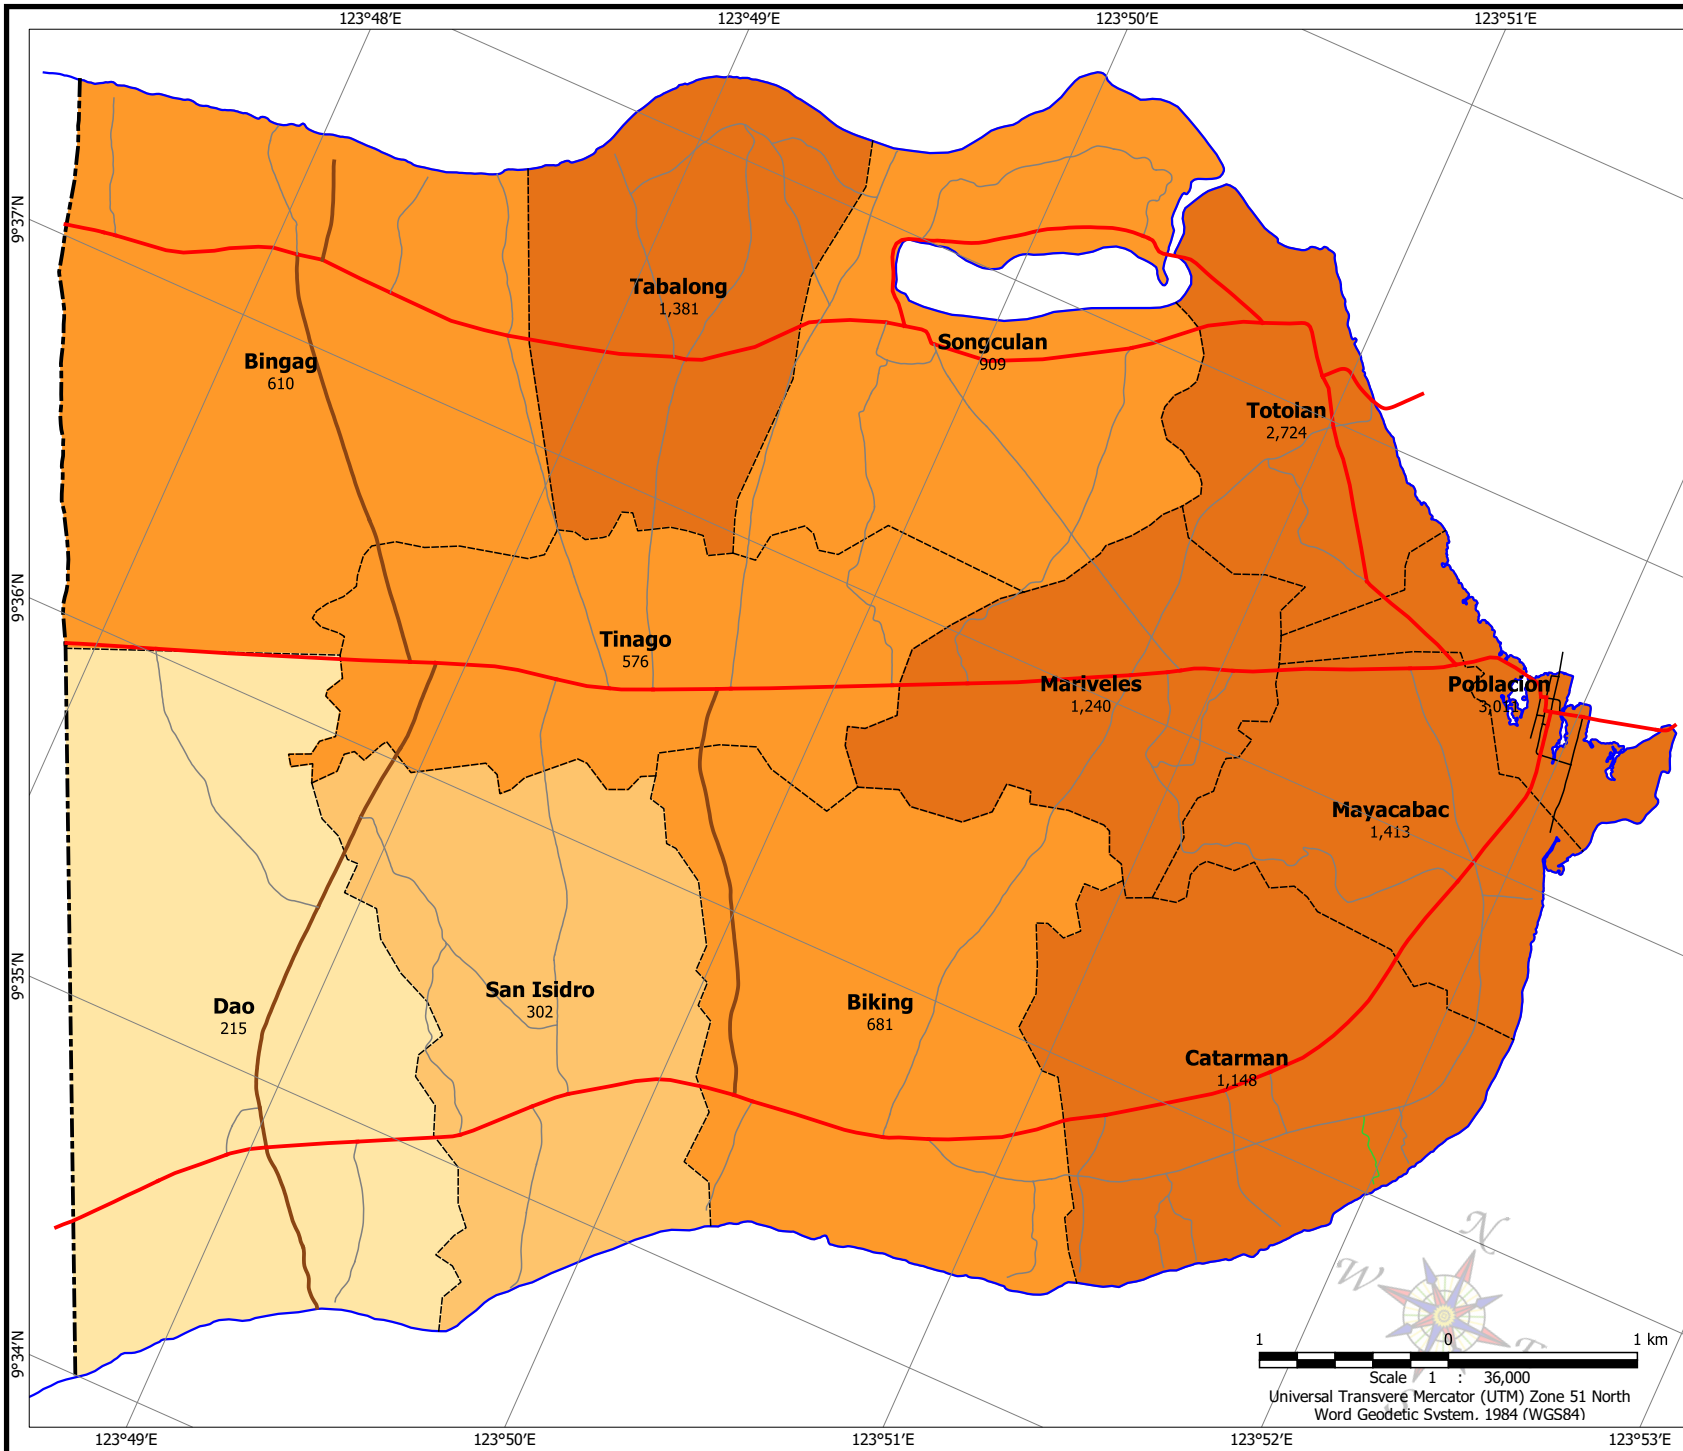 123°48'E
123°49'E
123°50'E
123°51'E
9°37'N
Tabalong
1,381
Songculan
909
Bingag
610
Totolan
2,724
9°36'N
Tinago
576
Mariveles
1,240
Poblacion
Mayacabac
1,413
9°35'N
San Isidro
302
Dao
215
Biking
681
Catarman
1,148
N
W
9°34'N
1 0 1 km
Scale 1 : 36,000
Universal Transvere Mercator (UTM) Zone 51 North
Word Geodetic System, 1984 (WGS84)
123°49'E
123°50'E
123°51'E
123°52'E
123°53'E